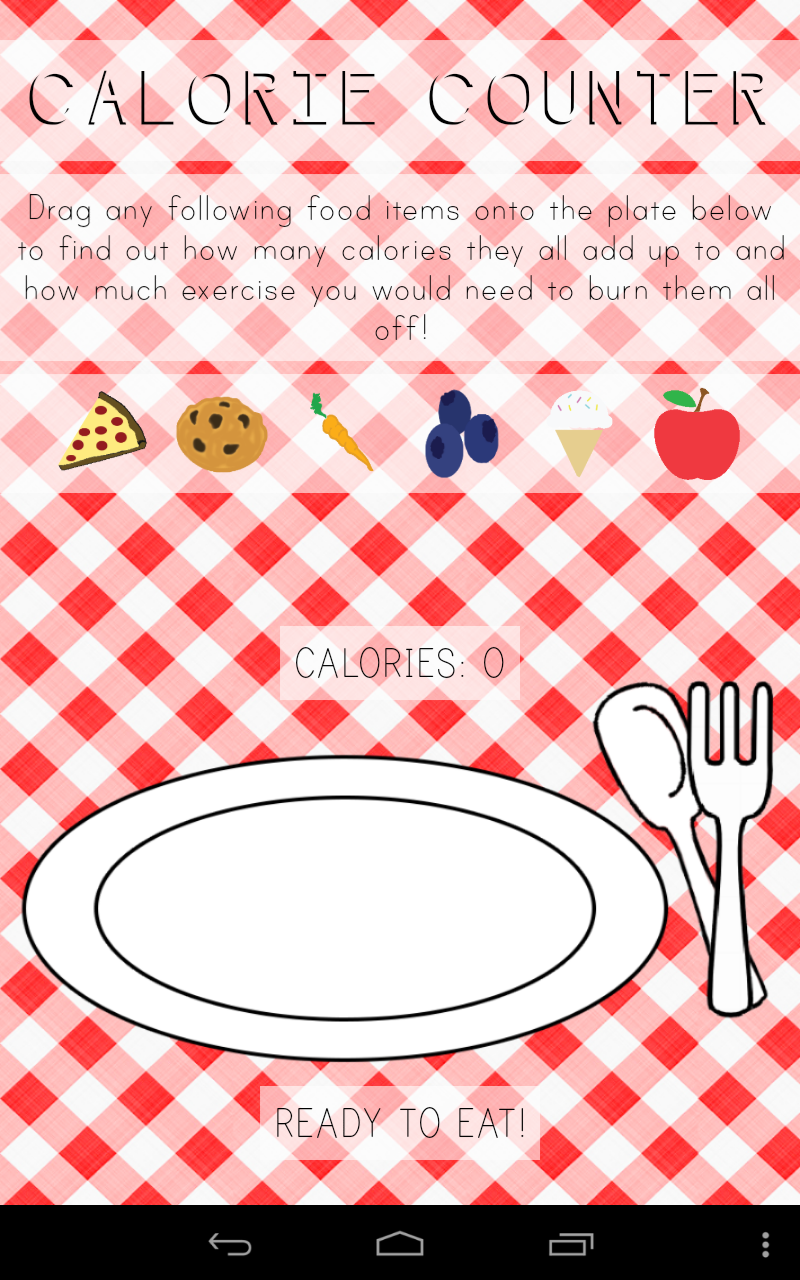 CALORIE COUNTER
Drag any following food items onto the plate below
to find out how many calories they all add up to and
how much exercise you would need to burn them all
off!
CALORIES: 0
READY TO EAT!